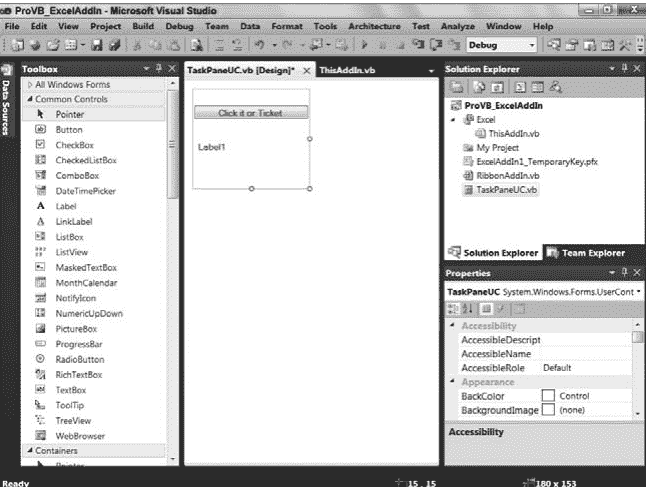 ProVB_ExcelAddIn - Microsoft Visual Studio
File Edit View Project Build Debug Team Data Format Tools Architecture Test Analyze Window Help
Debug
Data Sources
Toolbox
All Windows Forms
Common Controls
Pointer
Button
CheckBox
CheckedListBox
ComboBox
DateTimePicker
Label
LinkLabel
ListBox
ListView
MaskedTextBox
MonthCalendar
NotifyIcon
NumericUpDown
PictureBox
ProgressBar
RadioButton
RichTextBox
TextBox
ToolTip
TreeView
WebBrowser
Containers
Pointer
TaskPaneUC.vb [Design]* ThisAddIn.vb
Click it or Ticket
Label1
Solution Explorer
ProVB_ExcelAddIn
Excel
ThisAddIn.vb
My Project
ExcelAddIn1_TemporaryKey.pfx
RibbonAddIn.vb
TaskPaneUC.vb
Solution Explorer Team Explorer
Properties
TaskPaneUC System.Windows.Forms.UserCont
Accessibility
AccessibleDescript
AccessibleName
AccessibleRole Default
Appearance
BackColor Control
BackgroundImage (none)
Accessibility
Ready 15 , 15 180 x 153